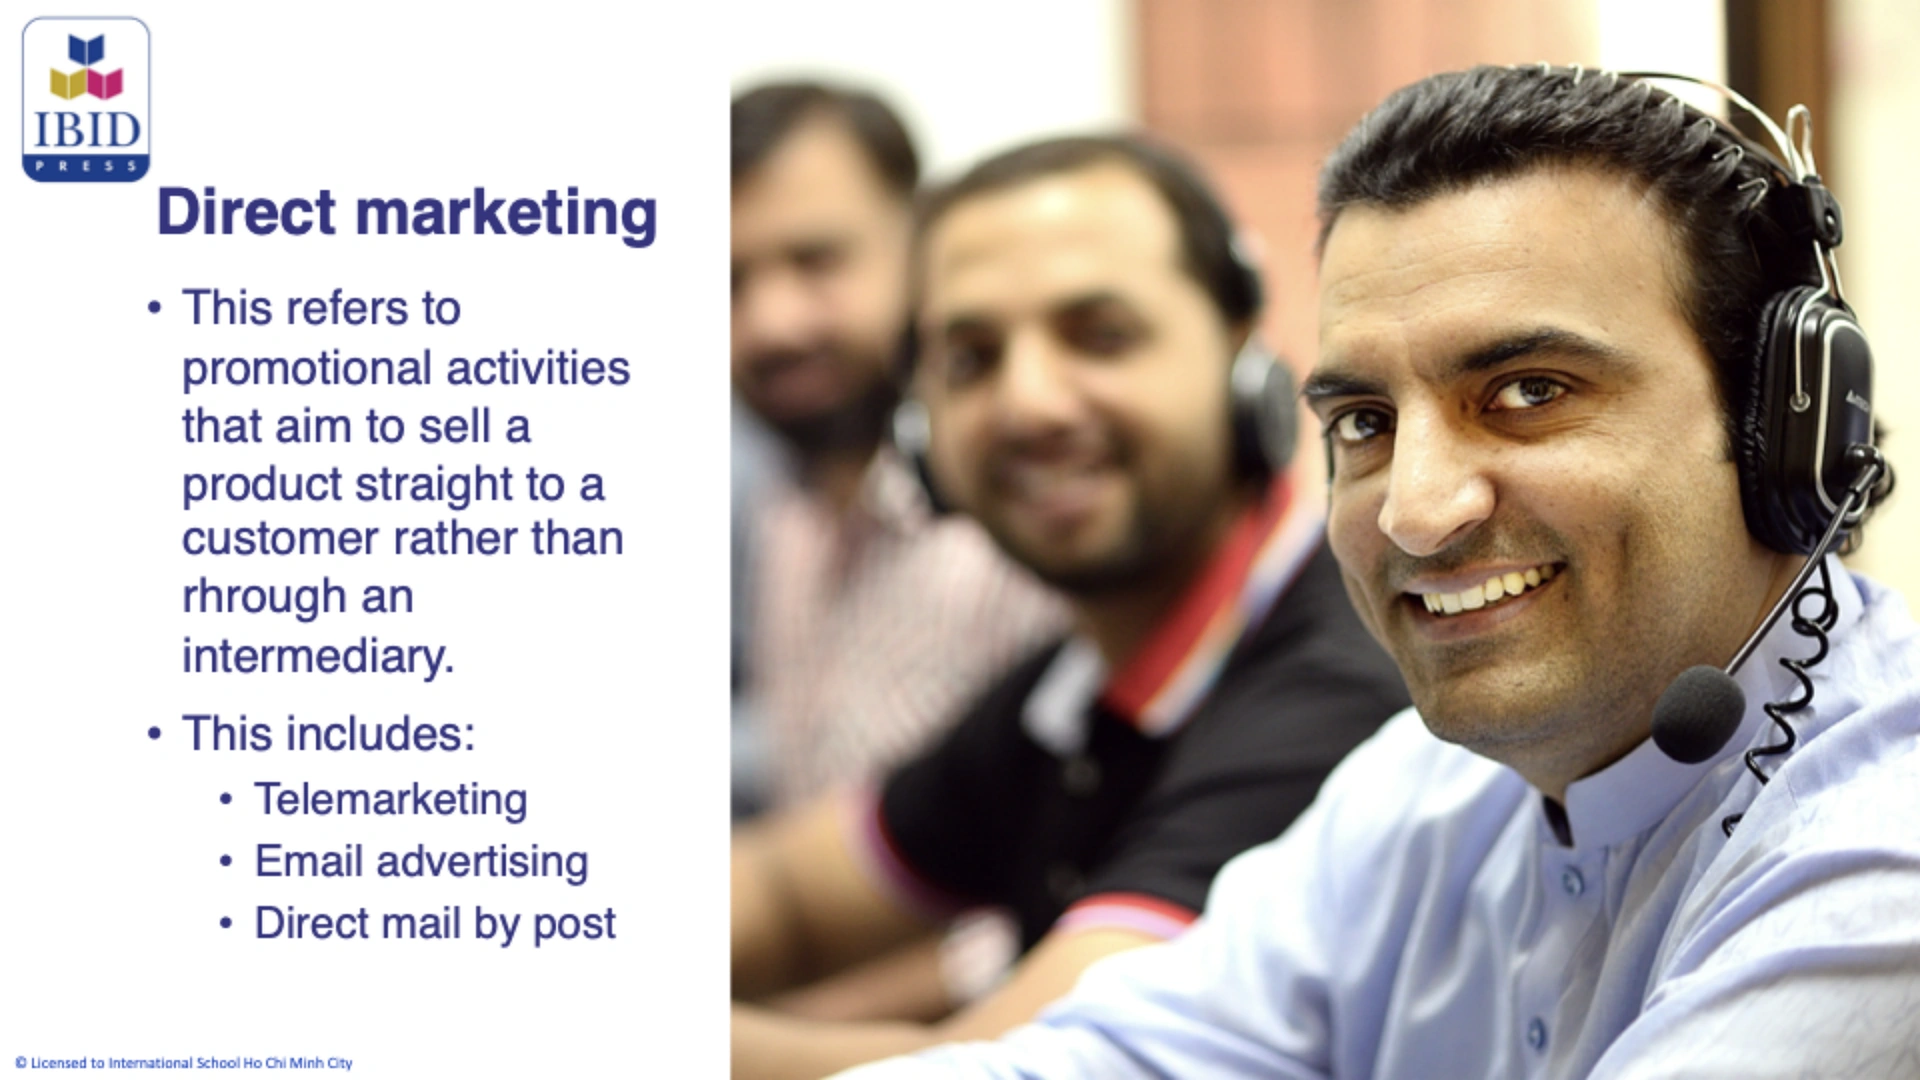 IBID
PRESS
Direct marketing
• This refers to
promotional activities
that aim to sell a
product straight to a
customer rather than
rhrough an
intermediary.
• This includes:
• Telemarketing
• Email advertising
• Direct mail by post
© Licensed to International School Ho Chi Minh City